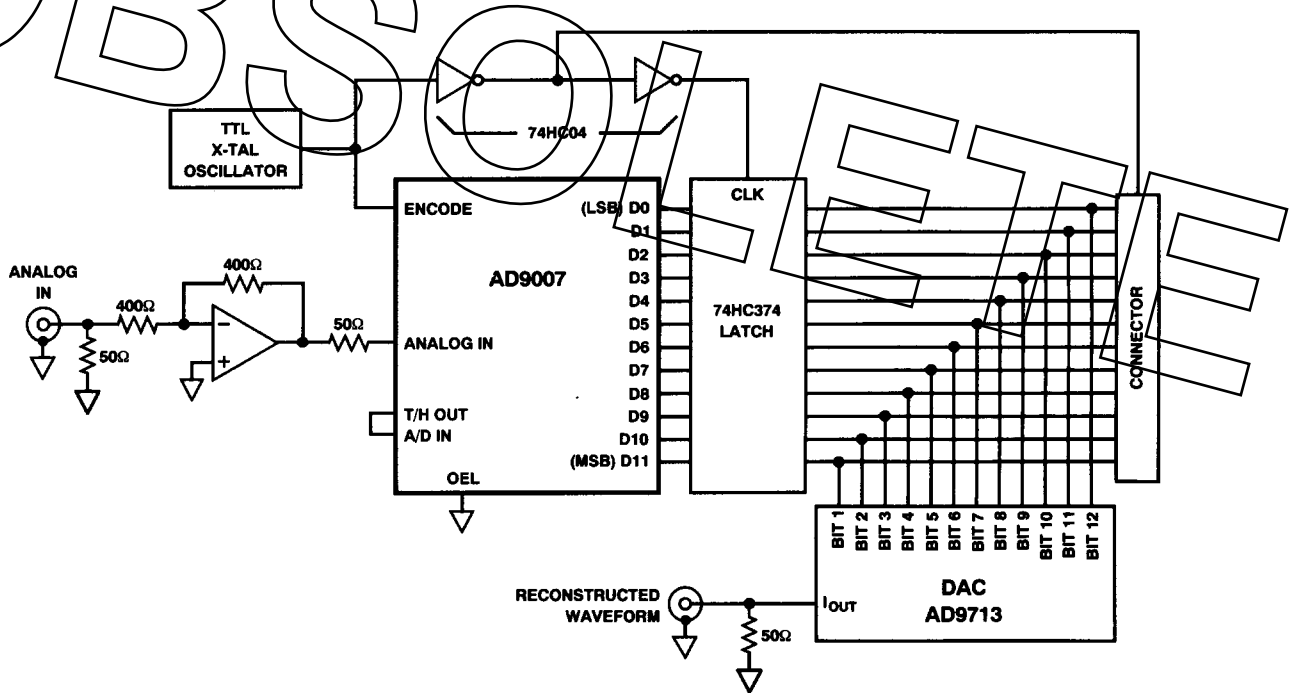 OBSOLETE
TTL
X-TAL
OSCILLATOR
74HC04
ENCODE
(LSB) D0
D1
D2
D3
D4
D5
D6
D7
D8
D9
D10
(MSB) D11
AD9007
ANALOG IN
T/H OUT
A/D IN
OEL
CLK
74HC374
LATCH
CONNECTOR
ANALOG
IN
400Ω
400Ω
50Ω
50Ω
−
+
BIT 1
BIT 2
BIT 3
BIT 4
BIT 5
BIT 6
BIT 7
BIT 8
BIT 9
BIT 10
BIT 11
BIT 12
DAC
AD9713
IOUT
RECONSTRUCTED
WAVEFORM
50Ω